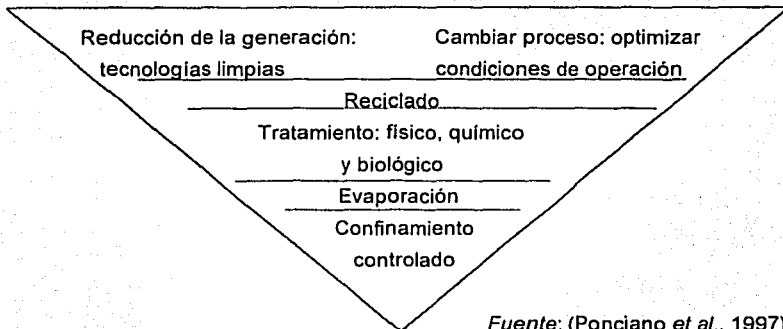 Reducción de la generación: Cambiar proceso: optimizar
tecnologías limpias condiciones de operación
Reciclado
Tratamiento: físico, químico
y biológico
Evaporación
Confinamiento
controlado
Fuente: (Ponciano et al., 1997)